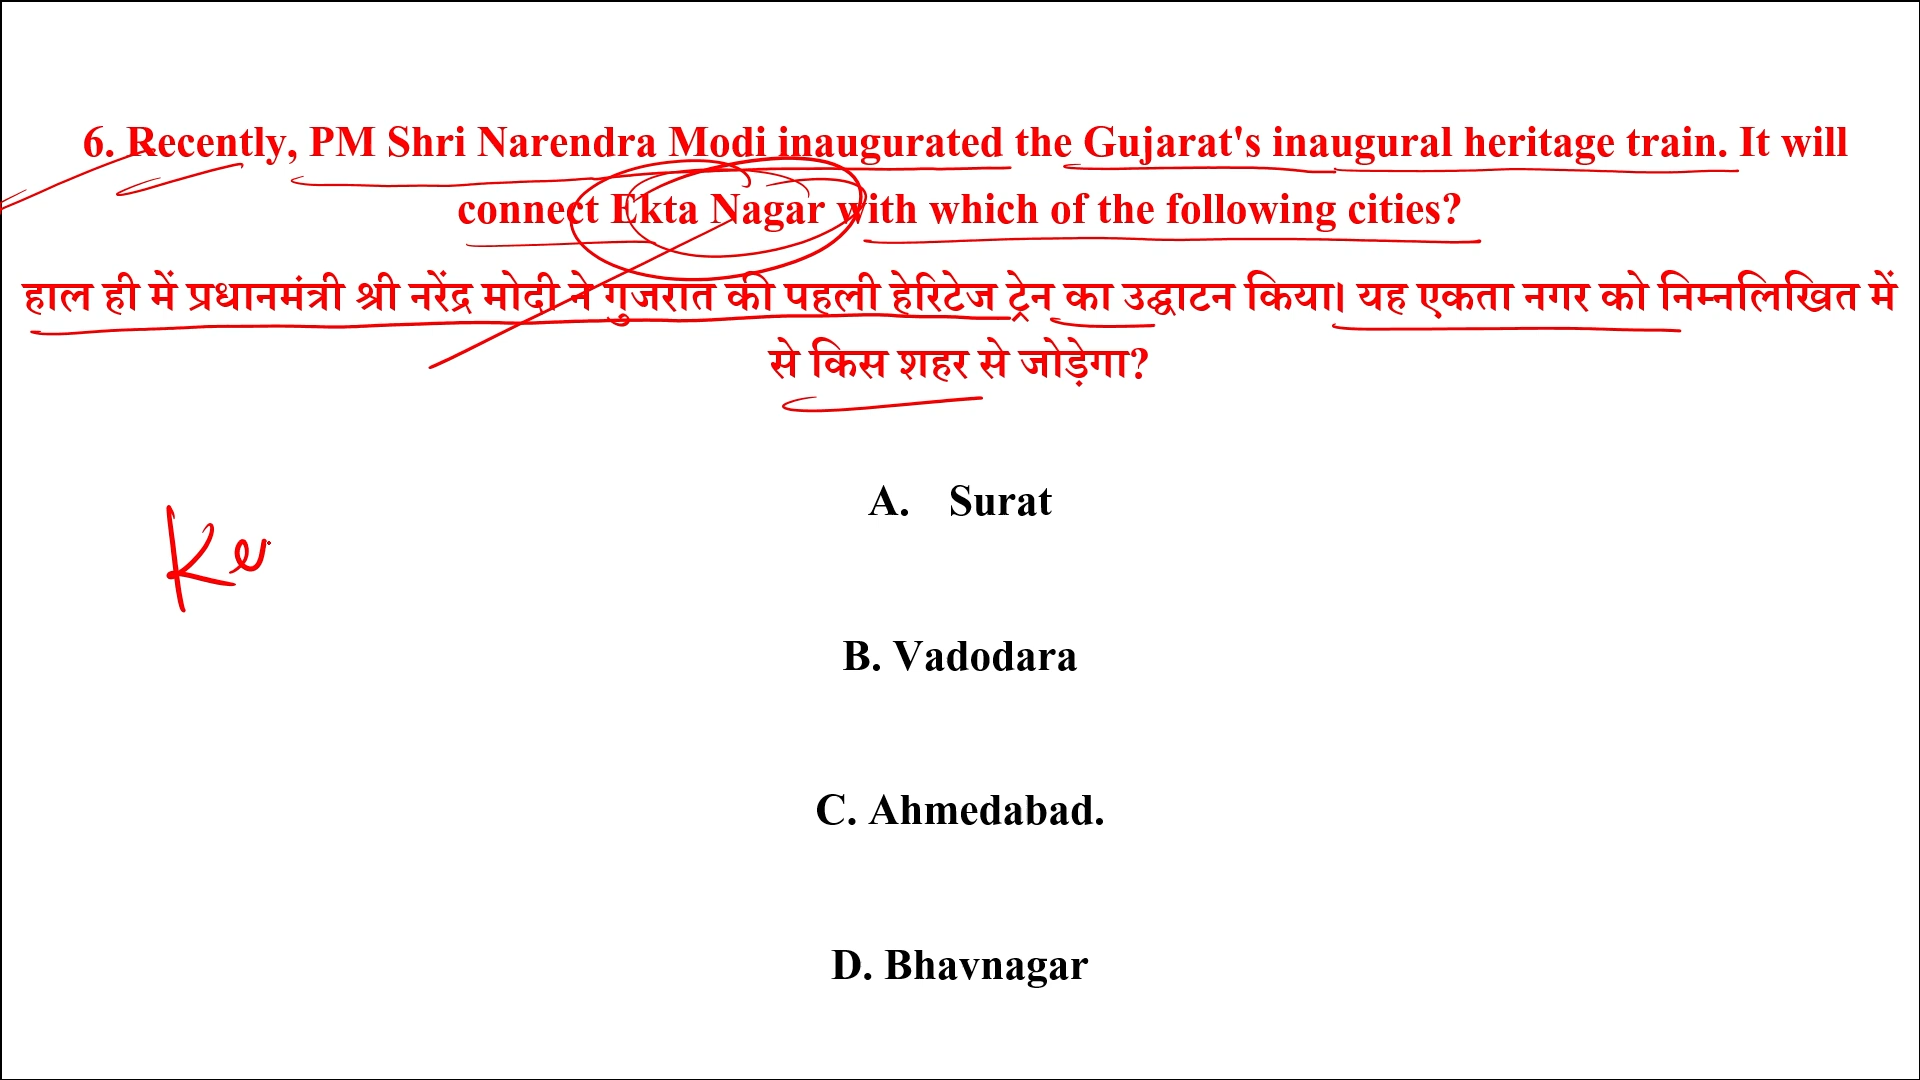 6. Recently, PM Shri Narendra Modi inaugurated the Gujarat's inaugural heritage train. It will
connect Ekta Nagar with which of the following cities?
हाल ही में प्रधानमंत्री श्री नरेंद्र मोदी ने गुजरात की पहली हेरिटेज ट्रेन का उद्घाटन किया। यह एकता नगर को निम्नलिखित में
से किस शहर से जोड़ेगा?
A. Surat
Ke
B. Vadodara
C. Ahmedabad.
D. Bhavnagar